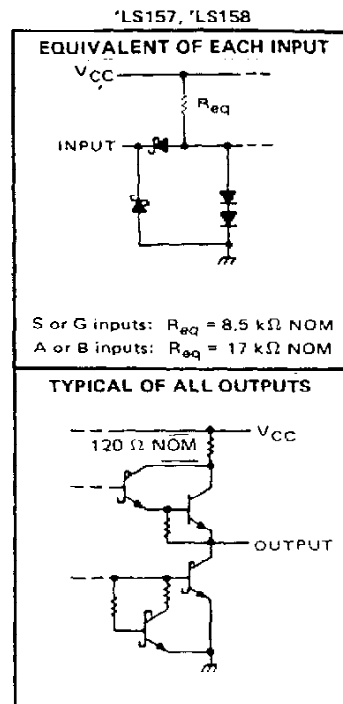 'LS157, 'LS158
EQUIVALENT OF EACH INPUT
VCC
Req
INPUT
S or G inputs: Req = 8.5 kΩ NOM
A or B inputs: Req = 17 kΩ NOM
TYPICAL OF ALL OUTPUTS
VCC
120 Ω NOM
OUTPUT